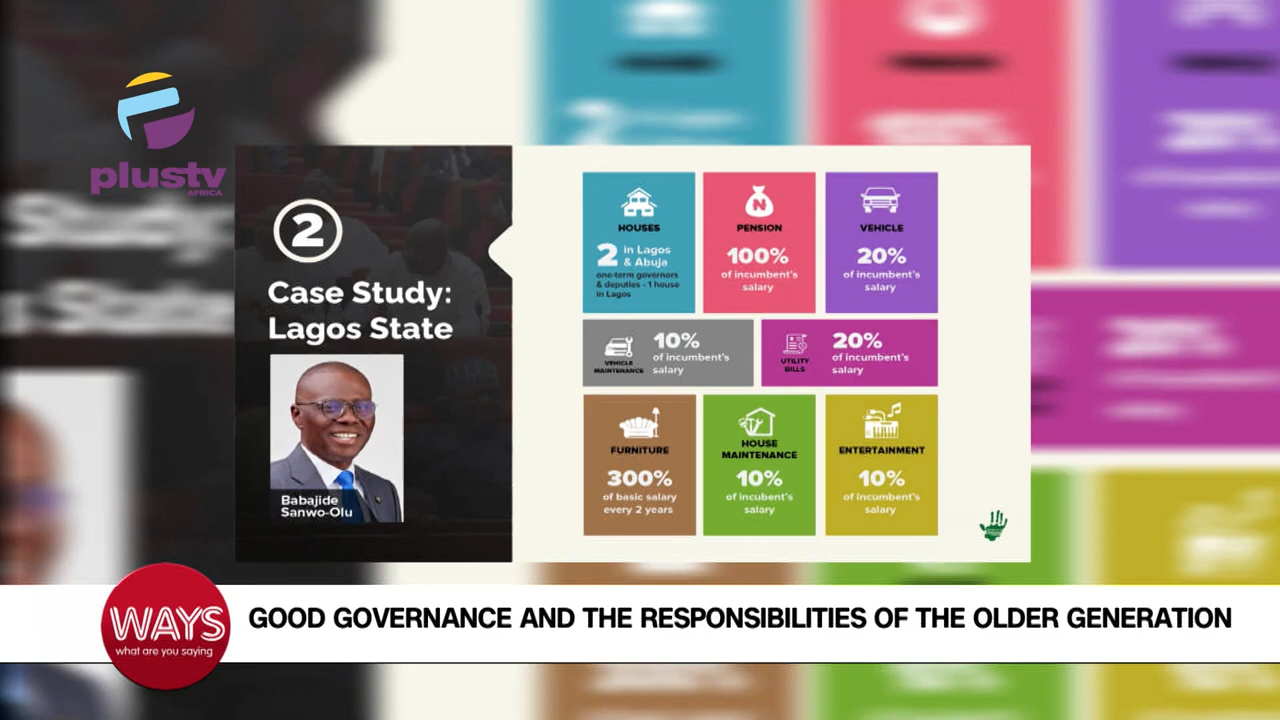 plustv
AFRICA
2
Case Study:
Lagos State
Babajide
Sanwo-Olu
HOUSES
2 in Lagos
& Abuja
one-term governors
& deputies - 1 house
in Lagos
PENSION
100%
of incumbent's
salary
VEHICLE
20%
of incumbent's
salary
VEHICLE
MAINTENANCE
10%
of incumbent's
salary
UTILITY
BILLS
20%
of incumbent's
salary
FURNITURE
300%
of basic salary
every 2 years
HOUSE
MAINTENANCE
10%
of incubent's
salary
ENTERTAINMENT
10%
of incumbent's
salary
WAYS
what are you saying
GOOD GOVERNANCE AND THE RESPONSIBILITIES OF THE OLDER GENERATION